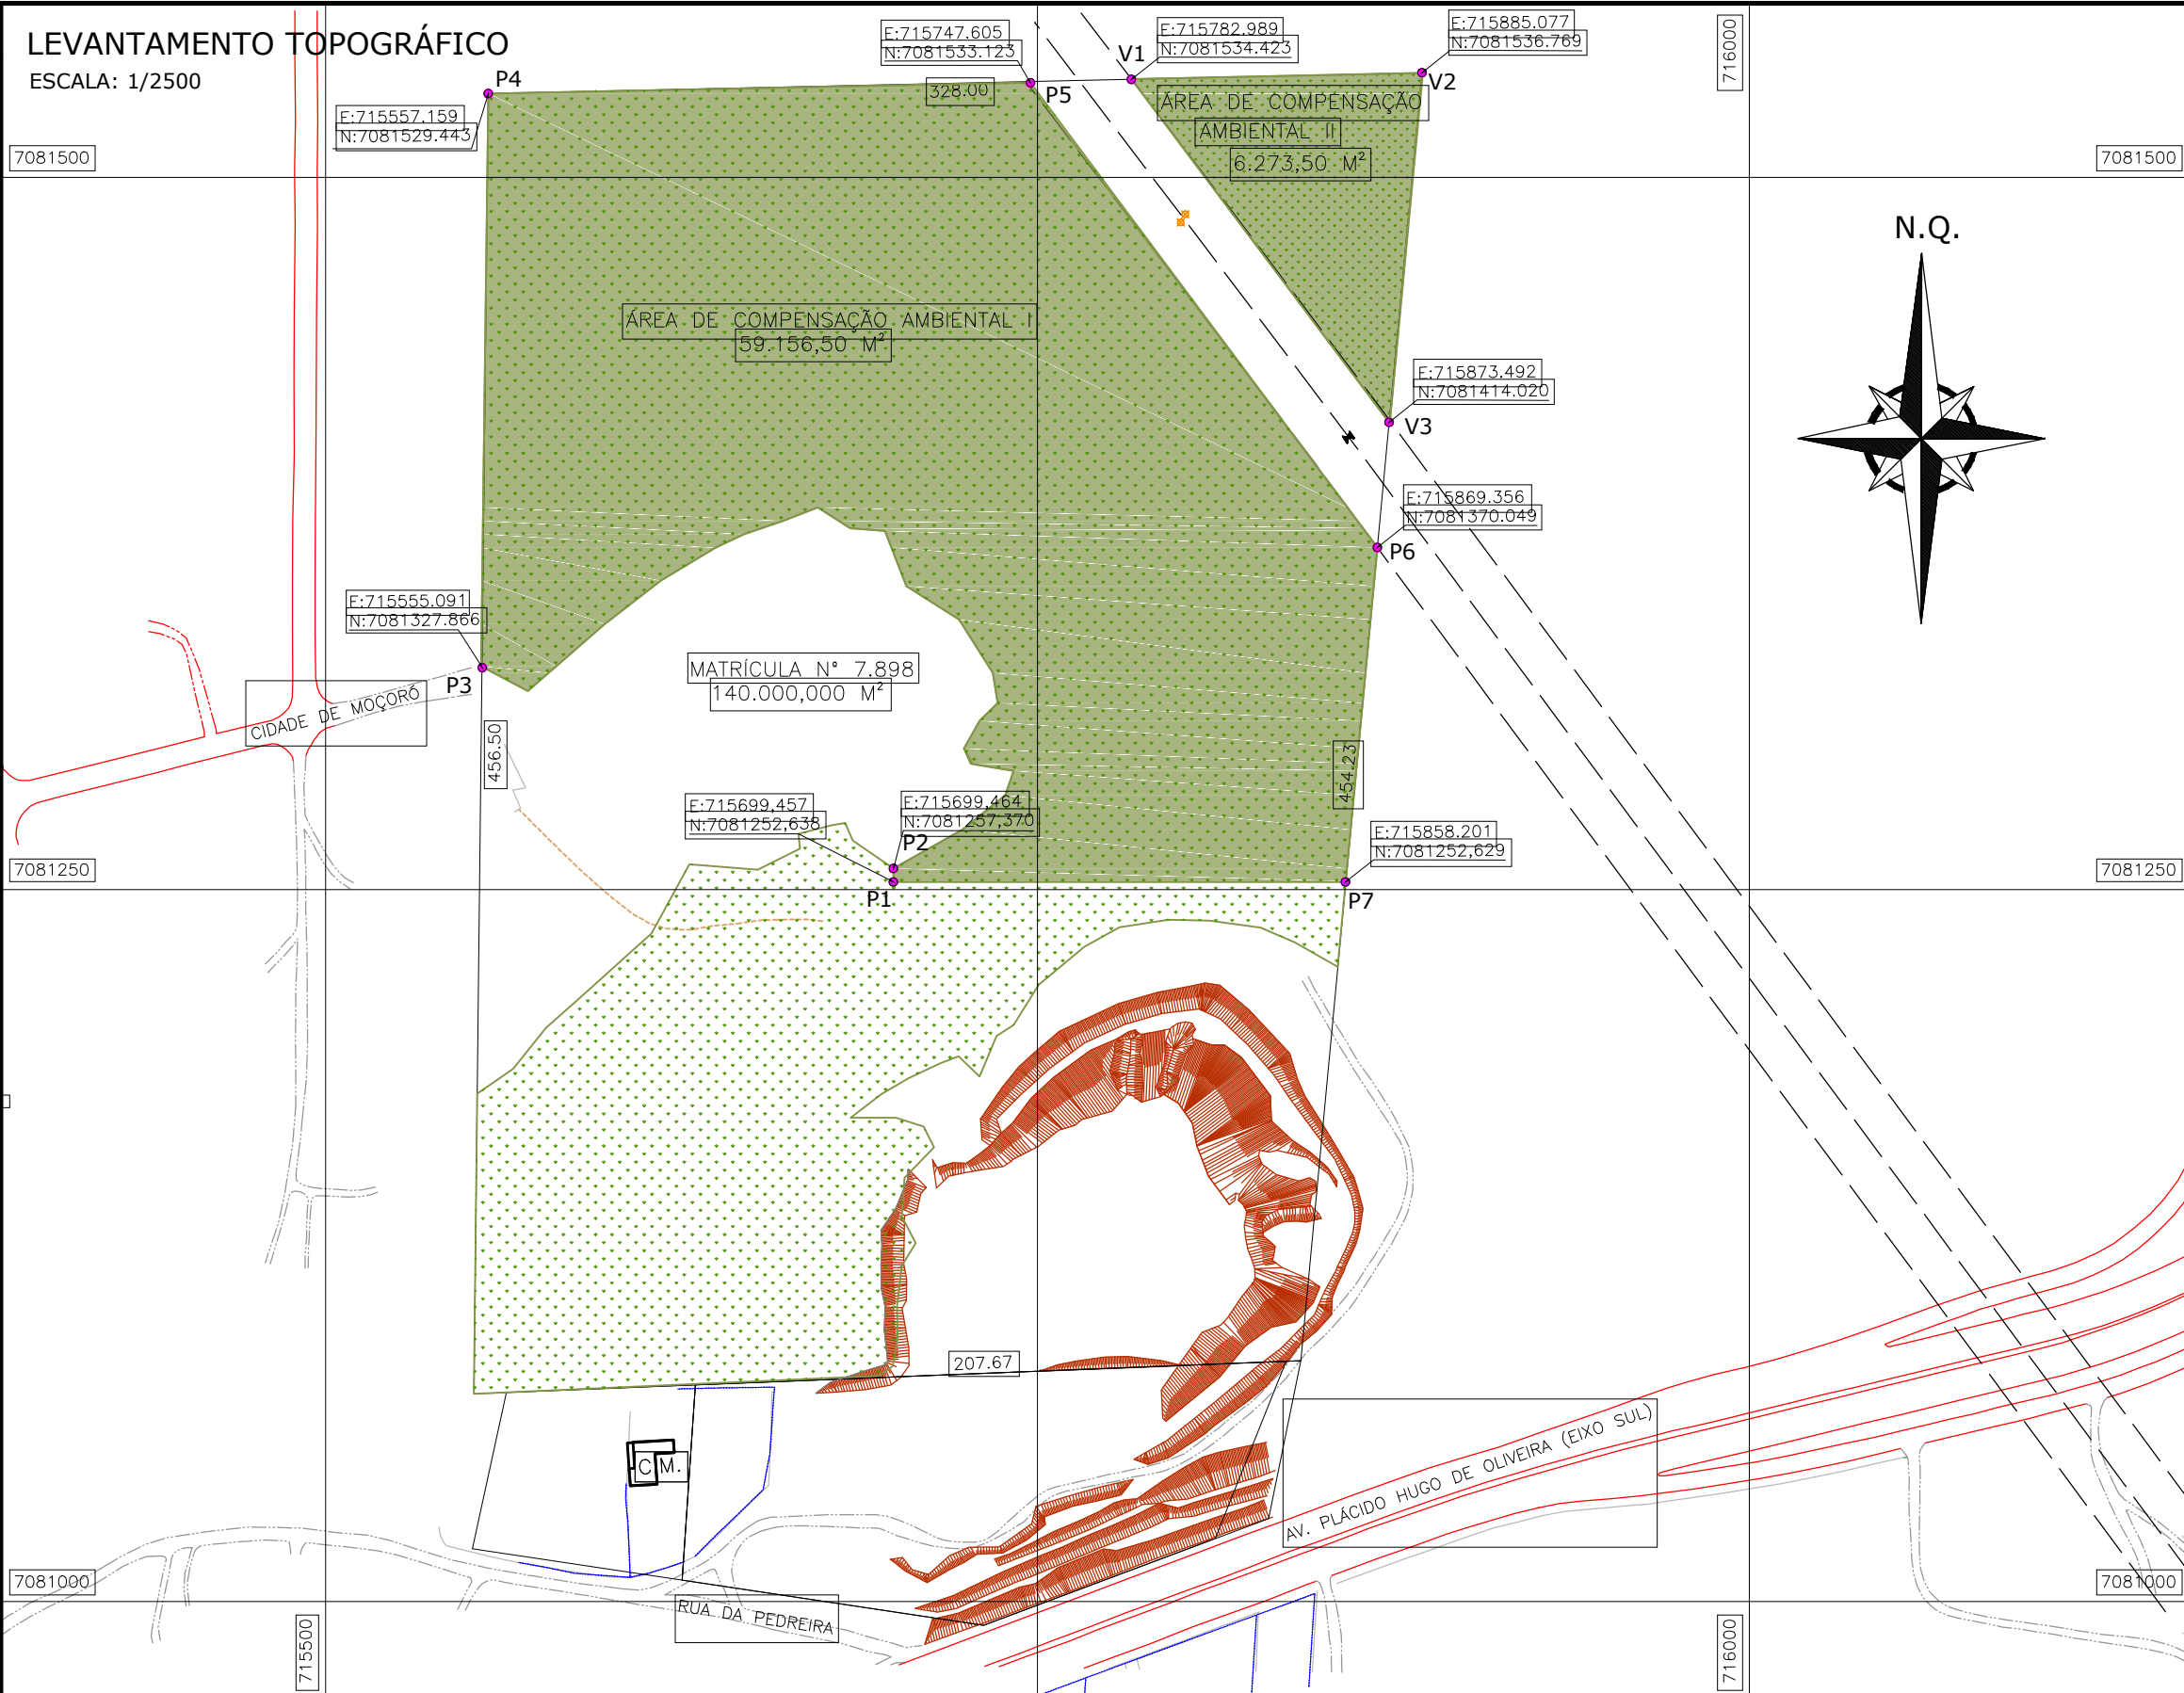 LEVANTAMENTO TOPOGRÁFICO
ESCALA: 1/2500
E:715747.605
N:7081533.123
V1
E:715782.989
N:7081534.423
E:715885.077
N:7081536.769
V2
716000
P4
P5
328.00
E:715557.159
N:7081529.443
ÁREA DE COMPENSAÇÃO
AMBIENTAL II
6.273,50 M²
7081500
7081500
N.Q.
ÁREA DE COMPENSAÇÃO AMBIENTAL I
59.156,50 M²
E:715873.492
N:7081414.020
V3
E:715869.356
N:7081370.049
P6
E:715555.091
N:7081327.866
P3
MATRÍCULA N° 7.898
140.000,000 M²
CIDADE DE MOÇORÓ
456.50
454.23
E:715699,457
N:7081252,638
E:715699.464
N:7081257,370
P2
E:715858.201
N:7081252,629
7081250
7081250
P1
P7
207.67
C.M.
AV. PLÁCIDO HUGO DE OLIVEIRA (EIXO SUL)
7081000
7081000
RUA DA PEDREIRA
715500
716000